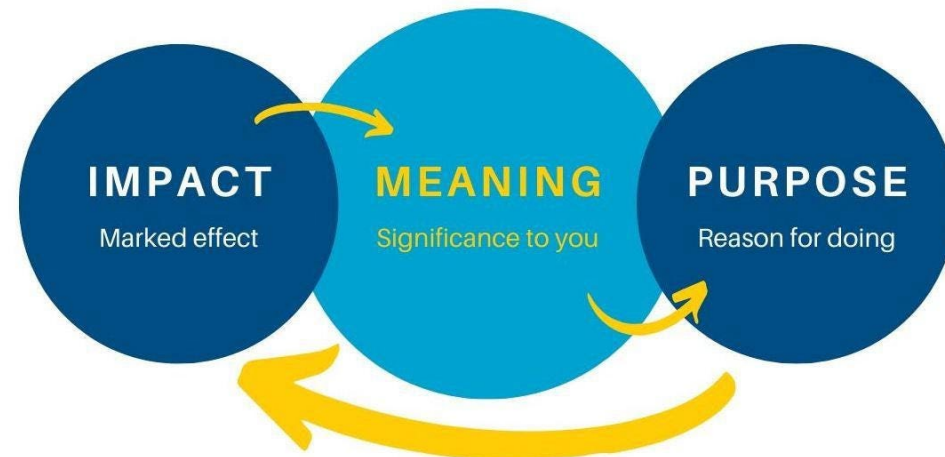 IMPACT
Marked effect
MEANING
Significance to you
PURPOSE
Reason for doing